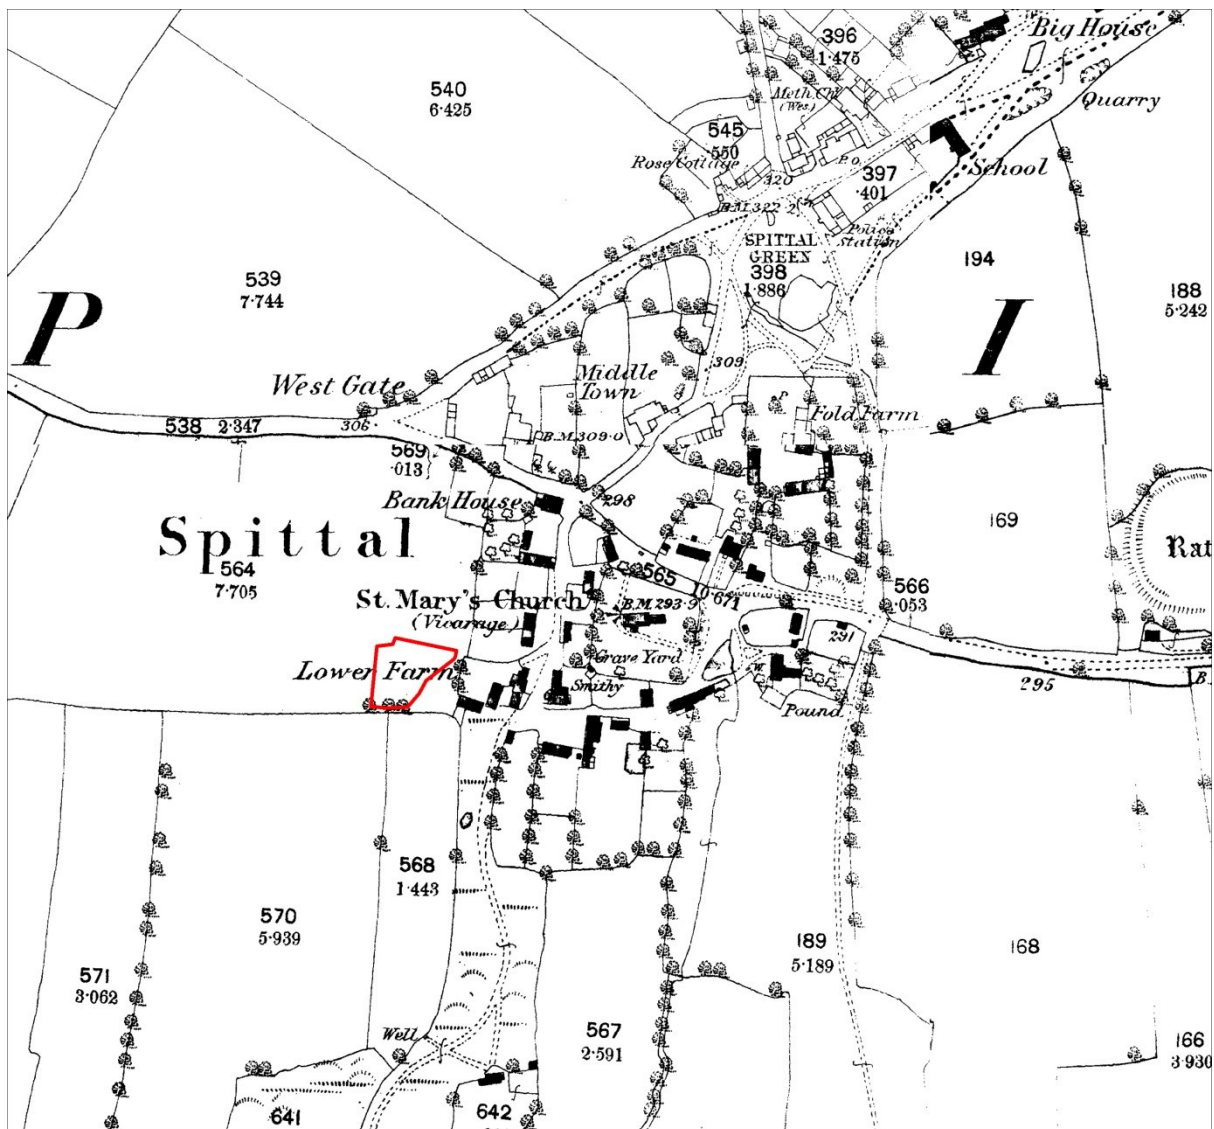 Big House
396
1·475
540
6·425
Meth. Ch.
(Wes.)
Quarry
545
·550
Rose Cottage
P.O.
School
397
·401
320
B.M. 322·2
Police
Station
SPITTAL
GREEN
194
539
7·744
398
1·886
188
5·242
P
I
309
West Gate
Middle
Town
P
Fold Farm
538
2·347
306
B.M. 309·0
569
·013
Bank House
298
169
Spittal
564
7·705
565
10·671
566
·053
Rat
St. Mary's Church
(Vicarage)
B.M. 293·9
291
Grave Yard
Lower Farm
W.
Smithy
295
B.
Pound
568
1·443
570
5·939
189
5·189
168
571
3·062
Well
567
2·591
166
3·930
641
642